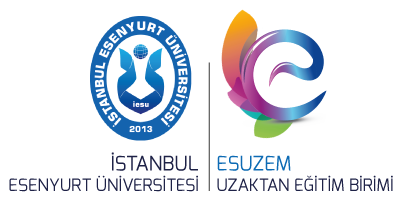 İSTANBUL ESENYURT ÜNİVERSİTESİ
iesu
2013
İSTANBUL
ESENYURT ÜNİVERSİTESİ
ESUZEM
UZAKTAN EĞİTİM BİRİMİ